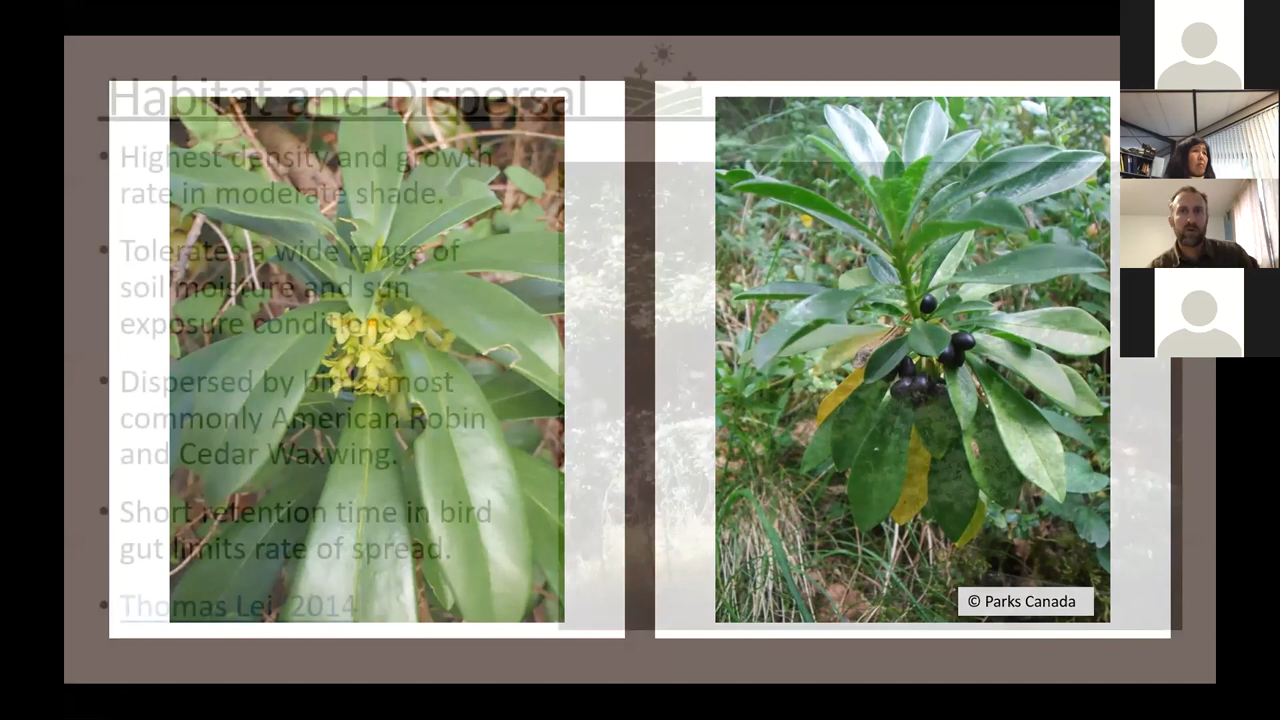 Habitat and Dispersal
• Highest density and growth
rate in moderate shade.
• Tolerates a wide range of
soil moisture and sun
exposure conditions.
• Dispersed by birds, most
commonly American Robin
and Cedar Waxwing.
• Short retention time in bird
gut limits rate of spread.
• Thomas Lei, 2014
© Parks Canada